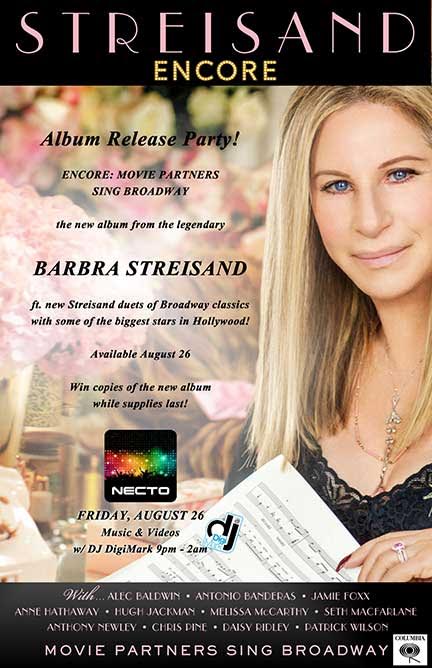 STREISAND
ENCORE
Album Release Party!
ENCORE: MOVIE PARTNERS
SING BROADWAY
the new album from the legendary
BARBRA STREISAND
ft. new Streisand duets of Broadway classics
with some of the biggest stars in Hollywood!
Available August 26
Win copies of the new album
while supplies last!
NECTO
FRIDAY, AUGUST 26
Music & Videos
w/ DJ DigiMark 9pm - 2am
dj
With... ALEC BALDWIN • ANTONIO BANDERAS • JAMIE FOXX
ANNE HATHAWAY • HUGH JACKMAN • MELISSA McCARTHY • SETH MACFARLANE
ANTHONY NEWLEY • CHRIS PINE • DAISY RIDLEY • PATRICK WILSON
MOVIE PARTNERS SING BROADWAY
COLUMBIA